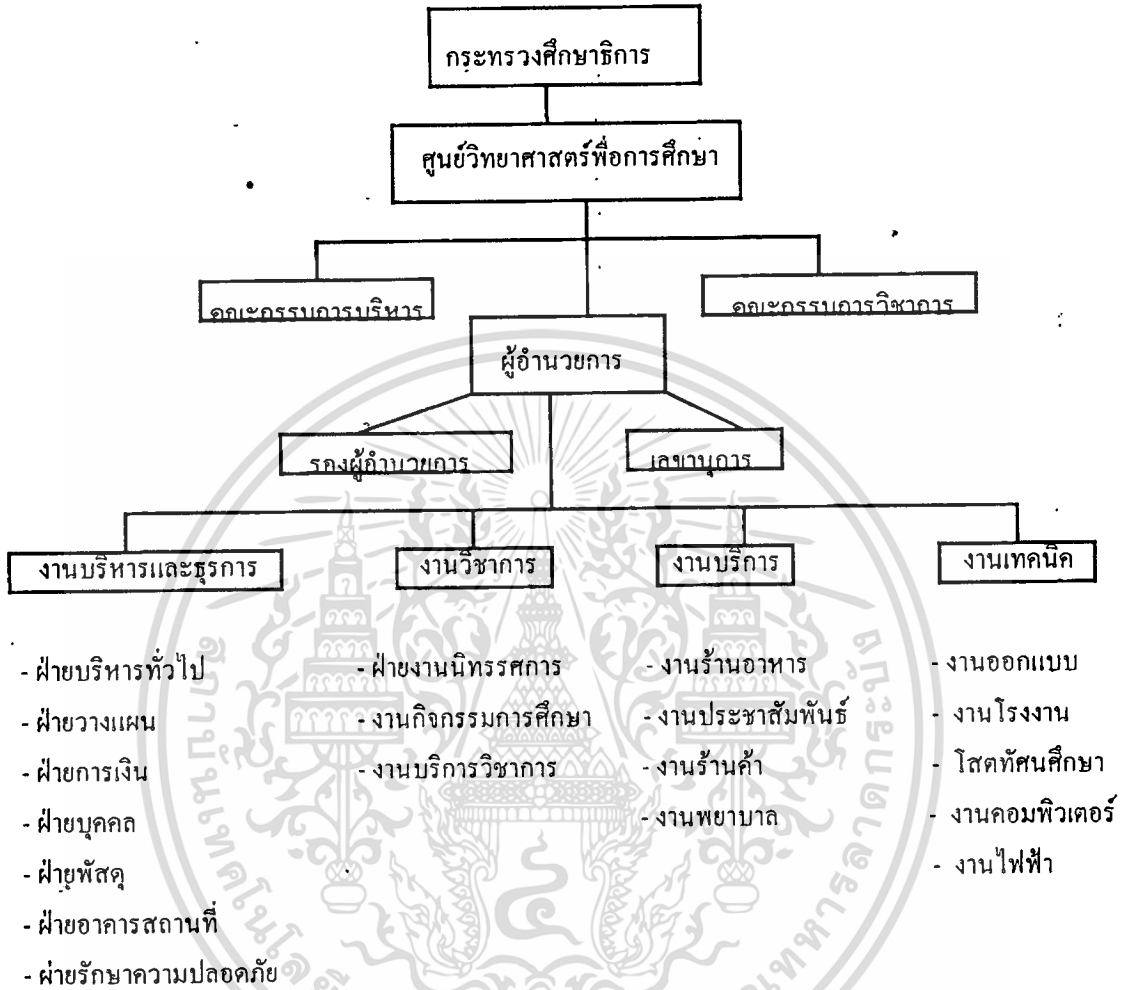 กระทรวงศึกษาธิการ
ศูนย์วิทยาศาสตร์พื่อการศึกษา
คณะกรรมการบริหาร
คณะกรรมการวิชาการ
ผู้อำนวยการ
รองผู้อำนวยการ
เลขานุการ
งานบริหารและธุรการ
งานวิชาการ
งานบริการ
งานเทคนิค
- ฝ่ายบริหารทั่วไป
- ฝ่ายวางแผน
- ฝ่ายการเงิน
- ฝ่ายบุคคล
- ฝ่ายพัสดุ
- ฝ่ายอาคารสถานที่
- ฝ่ายรักษาความปลอดภัย
- ฝ่ายงานนิทรรศการ
- งานกิจกรรมการศึกษา
- งานบริการวิชาการ
- งานร้านอาหาร
- งานประชาสัมพันธ์
- งานร้านค้า
- งานพยาบาล
- งานออกแบบ
- งานโรงงาน
- โสตทัศนศึกษา
- งานคอมพิวเตอร์
- งานไฟฟ้า